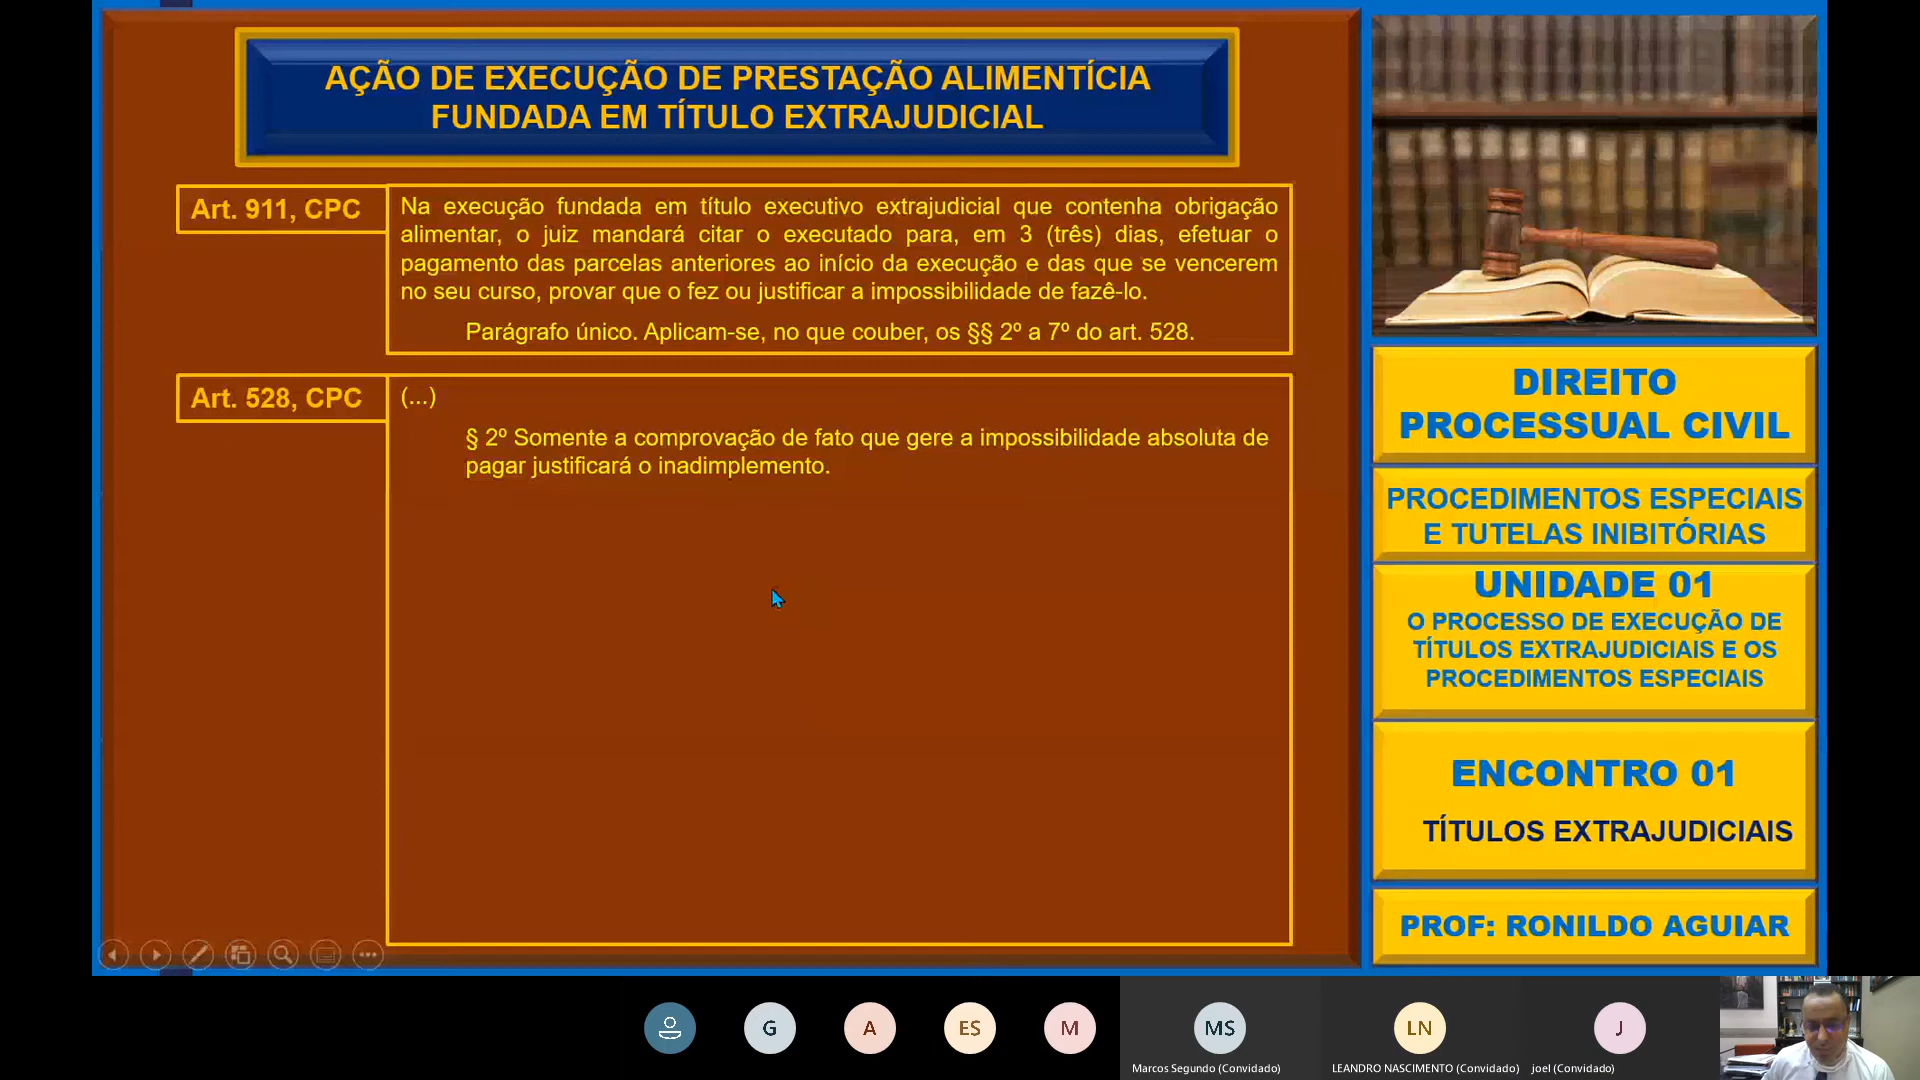 AÇÃO DE EXECUÇÃO DE PRESTAÇÃO ALIMENTÍCIA
FUNDADA EM TÍTULO EXTRAJUDICIAL
Art. 911, CPC
Na execução fundada em título executivo extrajudicial que contenha obrigação
alimentar, o juiz mandará citar o executado para, em 3 (três) dias, efetuar o
pagamento das parcelas anteriores ao início da execução e das que se vencerem
no seu curso, provar que o fez ou justificar a impossibilidade de fazê-lo.
Parágrafo único. Aplicam-se, no que couber, os §§ 2º a 7º do art. 528.
Art. 528, CPC
(...)
§ 2º Somente a comprovação de fato que gere a impossibilidade absoluta de
pagar justificará o inadimplemento.
DIREITO
PROCESSUAL CIVIL
PROCEDIMENTOS ESPECIAIS
E TUTELAS INIBITÓRIAS
UNIDADE 01
O PROCESSO DE EXECUÇÃO DE
TÍTULOS EXTRAJUDICIAIS E OS
PROCEDIMENTOS ESPECIAIS
ENCONTRO 01
TÍTULOS EXTRAJUDICIAIS
PROF: RONILDO AGUIAR
G
A
ES
M
MS
LN
J
Marcos Segundo (Convidado)
LEANDRO NASCIMENTO (Convidado)
joel (Convidado)